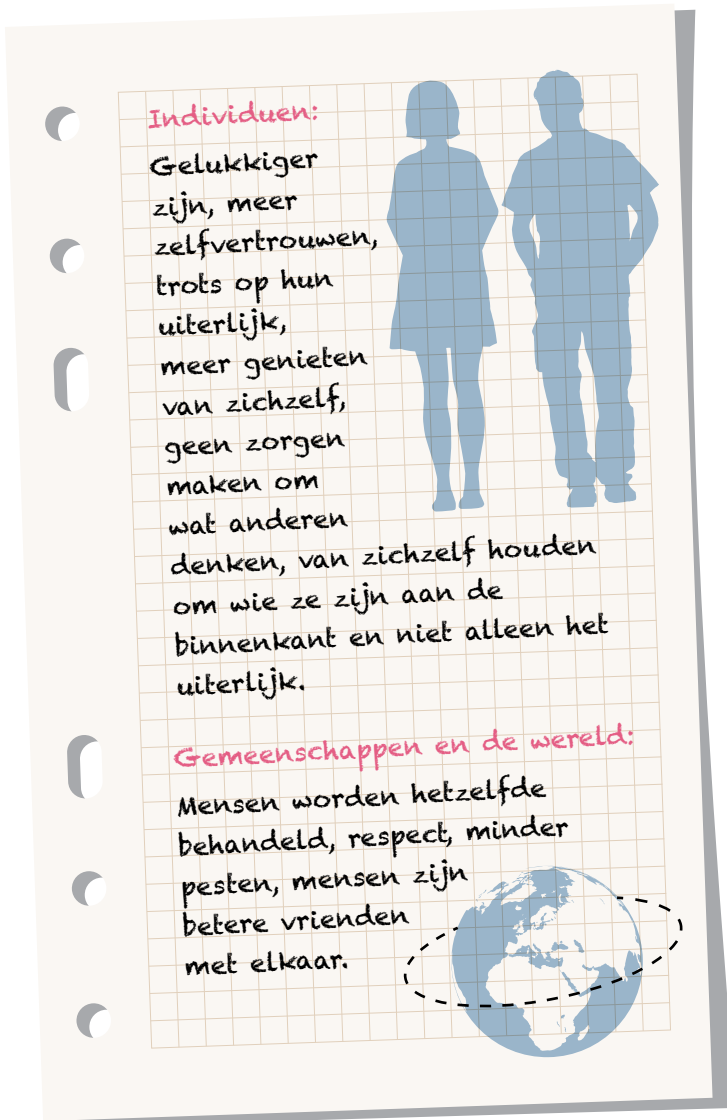 Individuen:
Gelukkiger
zijn, meer
zelfvertrouwen,
trots op hun
uiterlijk,
meer genieten
van zichzelf,
geen zorgen
maken om
wat anderen
denken, van zichzelf houden
om wie ze zijn aan de
binnenkant en niet alleen het
uiterlijk.
Gemeenschappen en de wereld:
Mensen worden hetzelfde
behandeld, respect, minder
pesten, mensen zijn
betere vrienden
met elkaar.